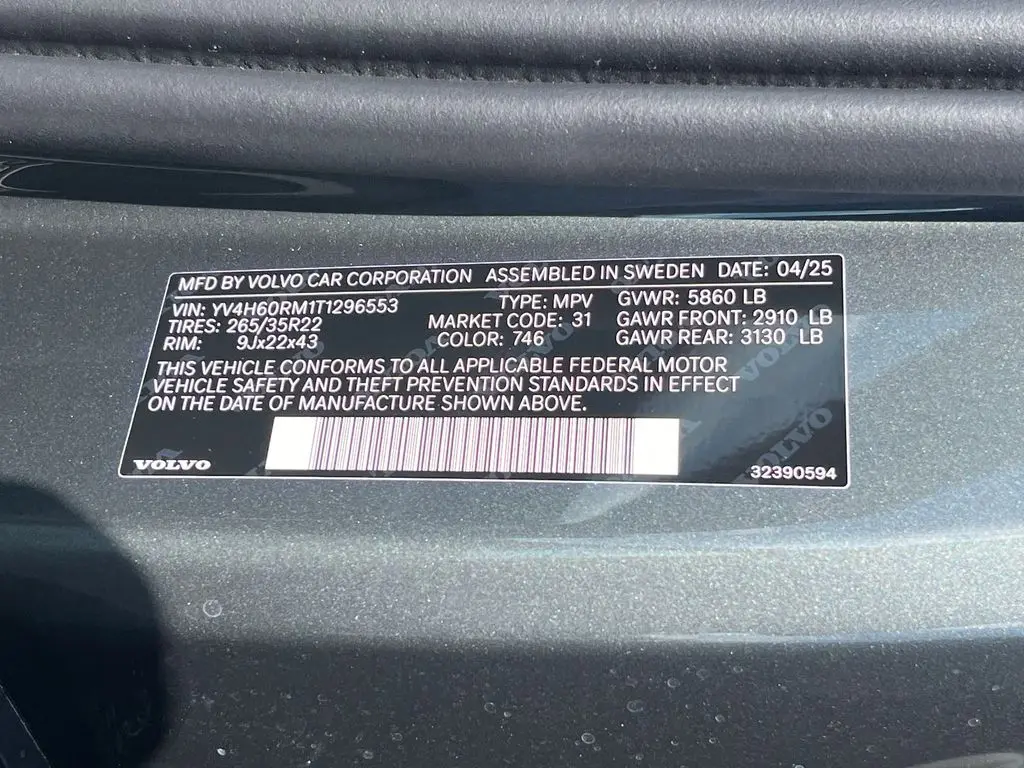 MFD BY VOLVO CAR CORPORATION ASSEMBLED IN SWEDEN DATE: 04/25
VIN: YV4H60RM1T1296553 TYPE: MPV GVWR: 5860 LB
TIRES: 265/35R22 MARKET CODE: 31 GAWR FRONT: 2910 LB
RIM: 9Jx22x43 COLOR: 746 GAWR REAR: 3130 LB
THIS VEHICLE CONFORMS TO ALL APPLICABLE FEDERAL MOTOR
VEHICLE SAFETY AND THEFT PREVENTION STANDARDS IN EFFECT
ON THE DATE OF MANUFACTURE SHOWN ABOVE.
VOLVO 32390594